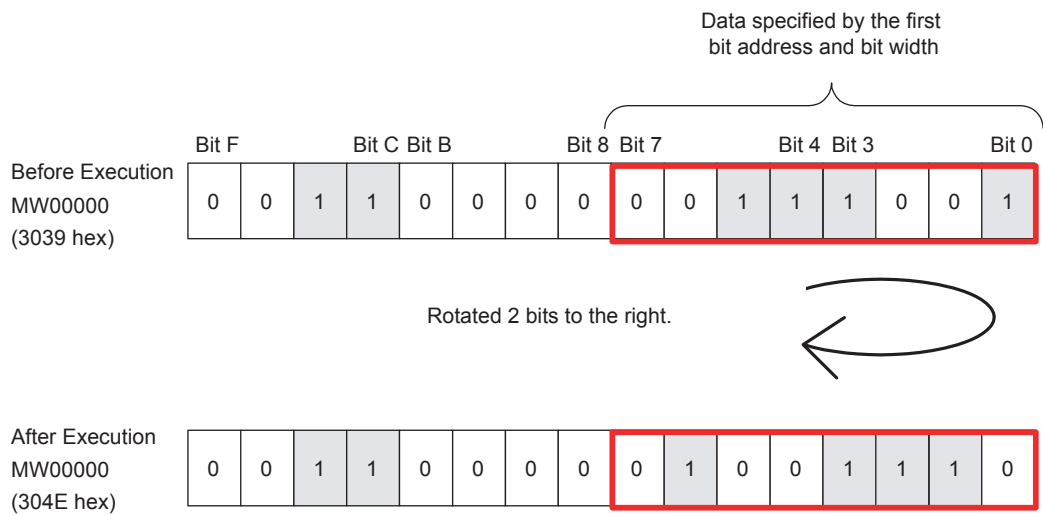 Data specified by the first
bit address and bit width
Bit F Bit C Bit B Bit 8 Bit 7 Bit 4 Bit 3 Bit 0
Before Execution
MW00000
(3039 hex)
0 0 1 1 0 0 0 0 0 0 1 1 1 0 0 1
Rotated 2 bits to the right.
After Execution
MW00000
(304E hex)
0 0 1 1 0 0 0 0 0 1 0 0 1 1 1 0